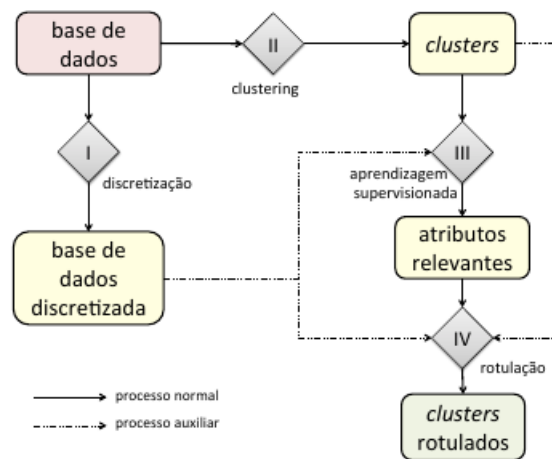 base de
dados
II
clustering
clusters
I
discretização
III
aprendizagem
supervisionada
base de
dados
discretizada
atributos
relevantes
IV
rotulação
processo normal
processo auxiliar
clusters
rotulados